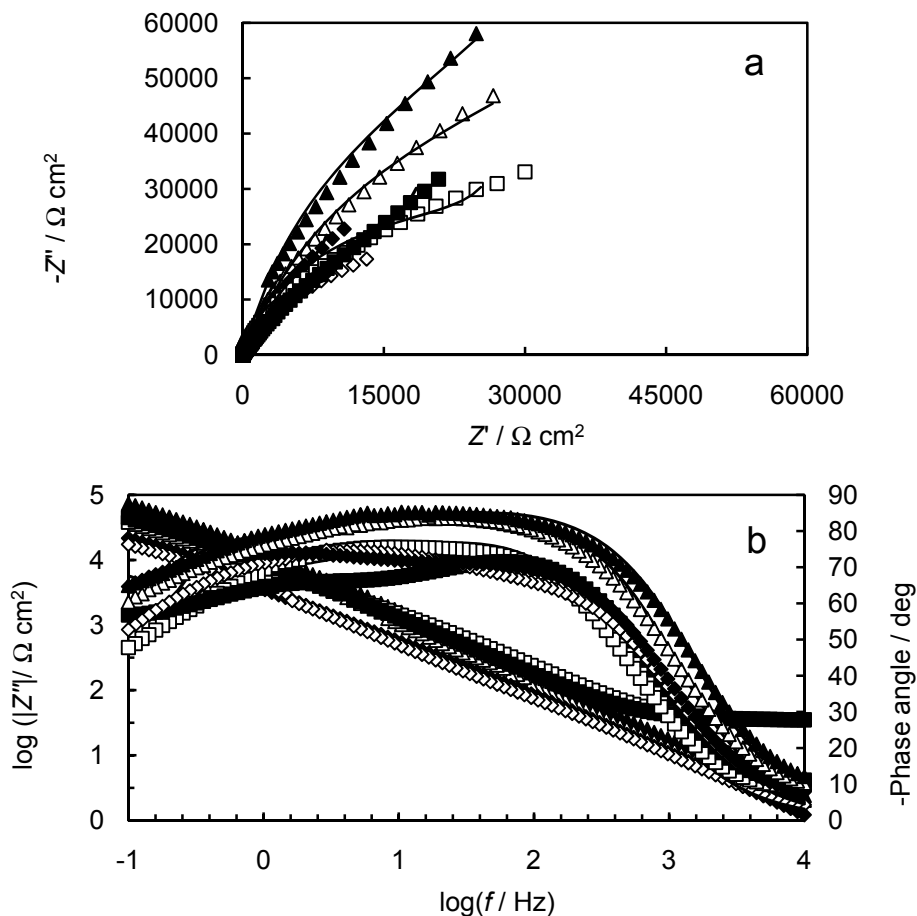 60000
50000
40000
30000
20000
10000
0
-Z'' / Ω cm²
a
0 15000 30000 45000 60000
Z' / Ω cm²
5
4
3
2
1
0
log (|Z''|/ Ω cm²)
b
90
80
70
60
50
40
30
20
10
0
-Phase angle / deg
-1 0 1 2 3 4
log(f / Hz)